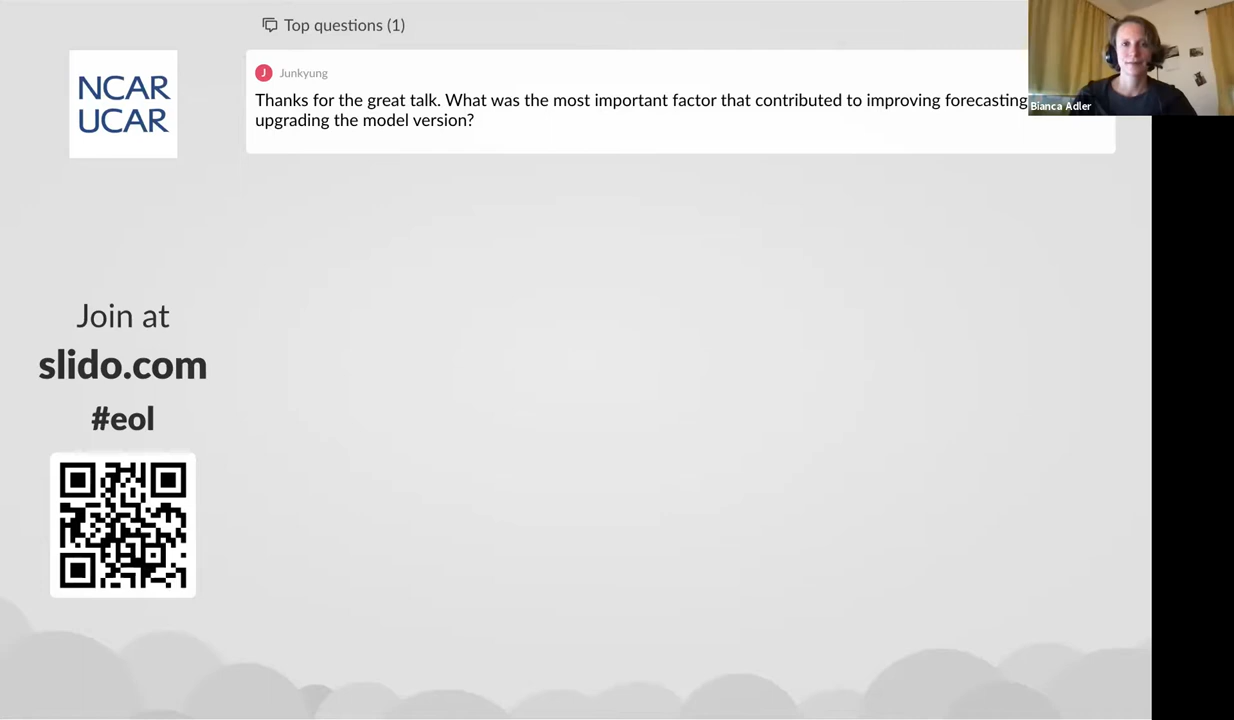 Top questions (1)
NCAR
UCAR
J
Junkyung
Thanks for the great talk. What was the most important factor that contributed to improving forecasting
upgrading the model version?
Bianca Adler
Join at
slido.com
#eol